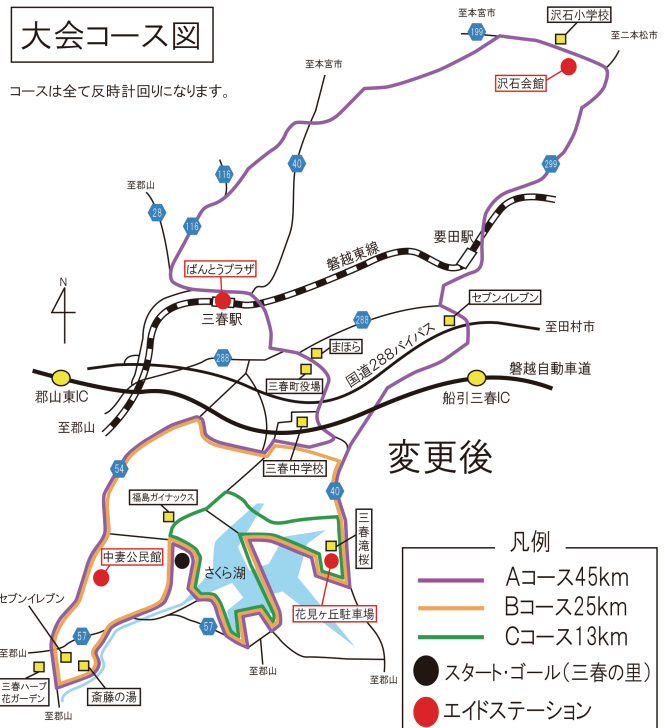 大会コース図
コースは全て反時計回りになります。
至本宮市
沢石小学校
199
至二本松市
至本宮市
沢石会館
116
40
299
至郡山
28
116
要田駅
磐越東線
ばんとうプラザ
N
三春駅
セブンイレブン
288
まほら
国道288バイパス
至田村市
288
三春町役場
磐越自動車道
郡山東IC
船引三春IC
至郡山
変更後
54
三春中学校
40
福島ガイナックス
三春滝桜
中妻公民館
さくら湖
花見ヶ丘駐車場
セブンイレブン
57
57
至郡山
至郡山
至郡山
三春ハーブ
花ガーデン
斎藤の湯
至郡山
凡例
Aコース45km
Bコース25km
Cコース13km
スタート・ゴール(三春の里)
エイドステーション